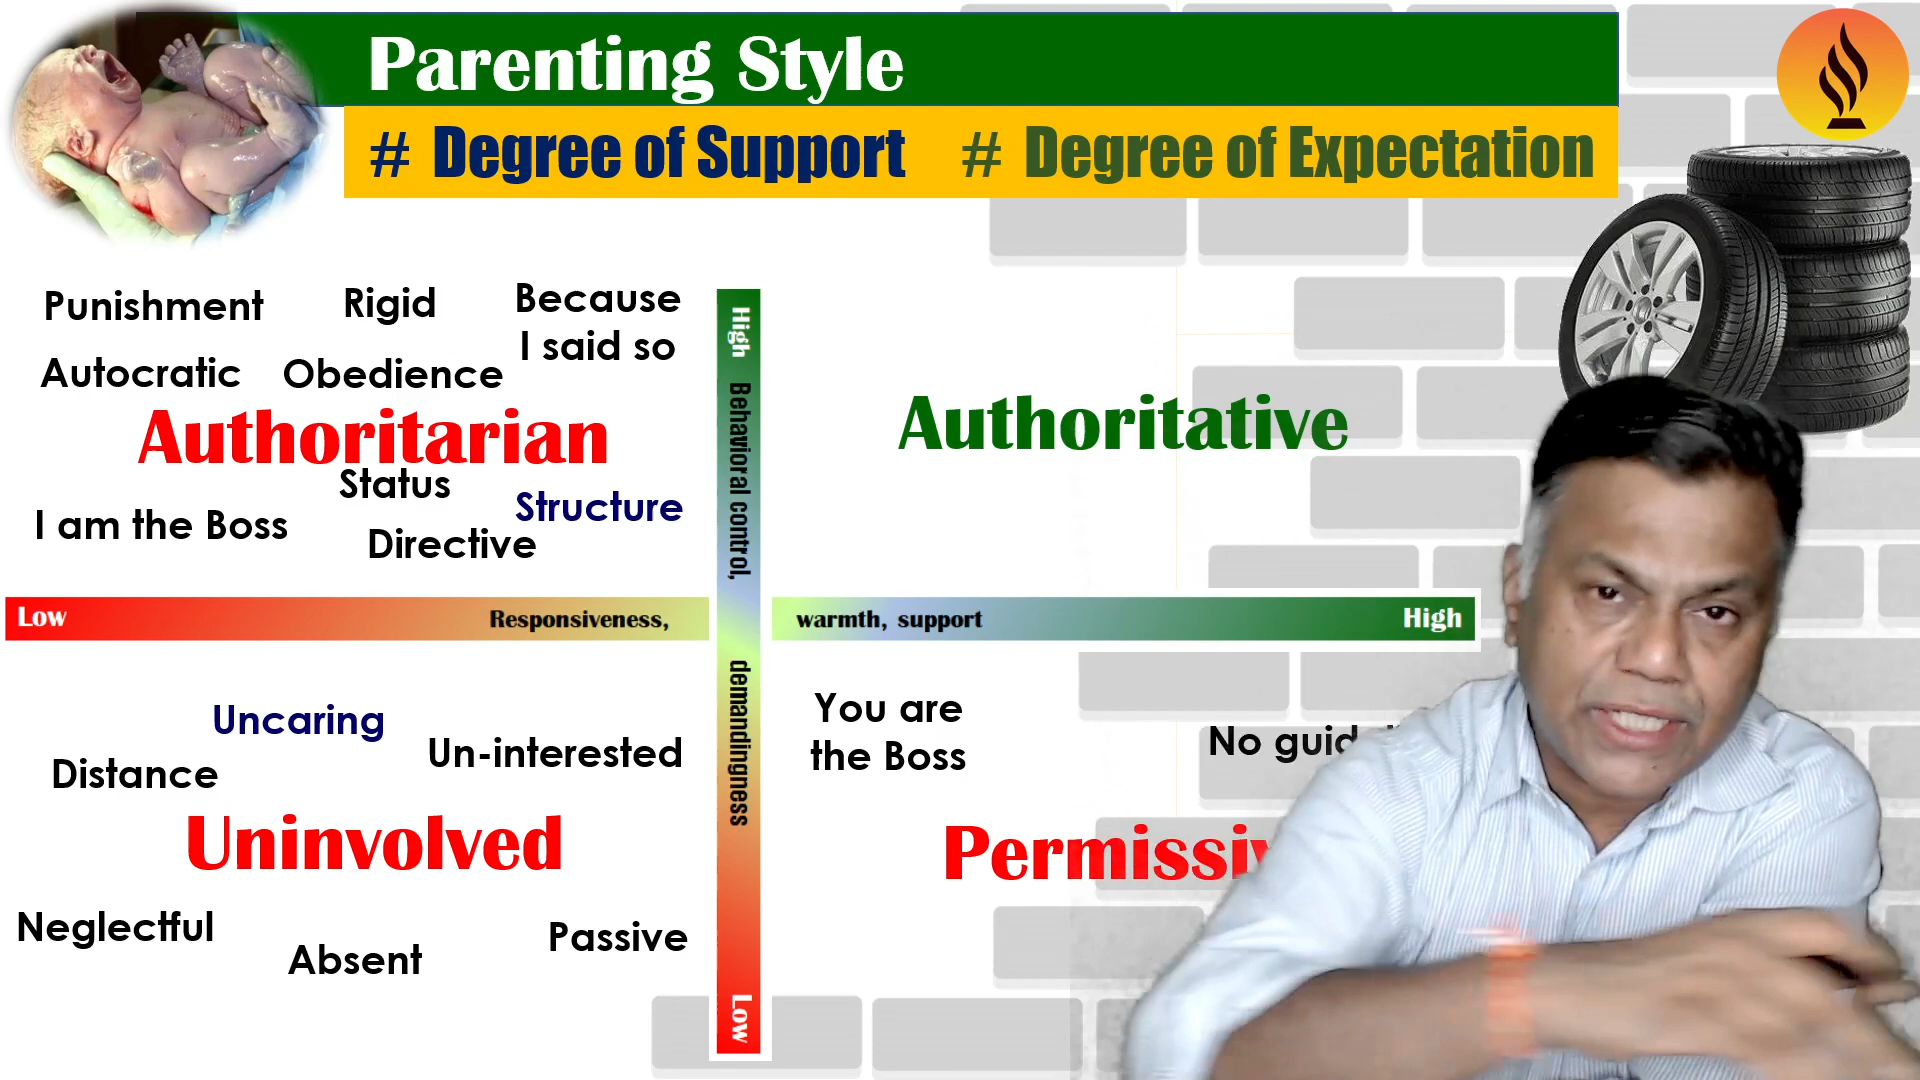 Parenting Style
# Degree of Support # Degree of Expectation
Punishment
Rigid
Because
I said so
Autocratic
Obedience
Authoritarian
Status
Structure
I am the Boss
Directive
High
Behavioral control,
demandingness
Low
Authoritative
Low
Responsiveness,
warmth, support
High
Uncaring
Distance
Un-interested
Uninvolved
Neglectful
Absent
Passive
You are
the Boss
No